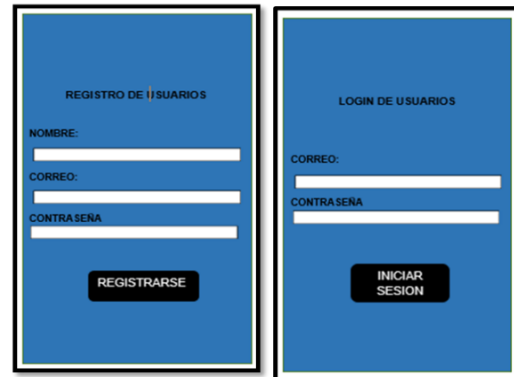 REGISTRO DE USUARIOS
NOMBRE:
CORREO:
CONTRASEÑA
REGISTRARSE
LOGIN DE USUARIOS
CORREO:
CONTRASEÑA
INICIAR
SESION